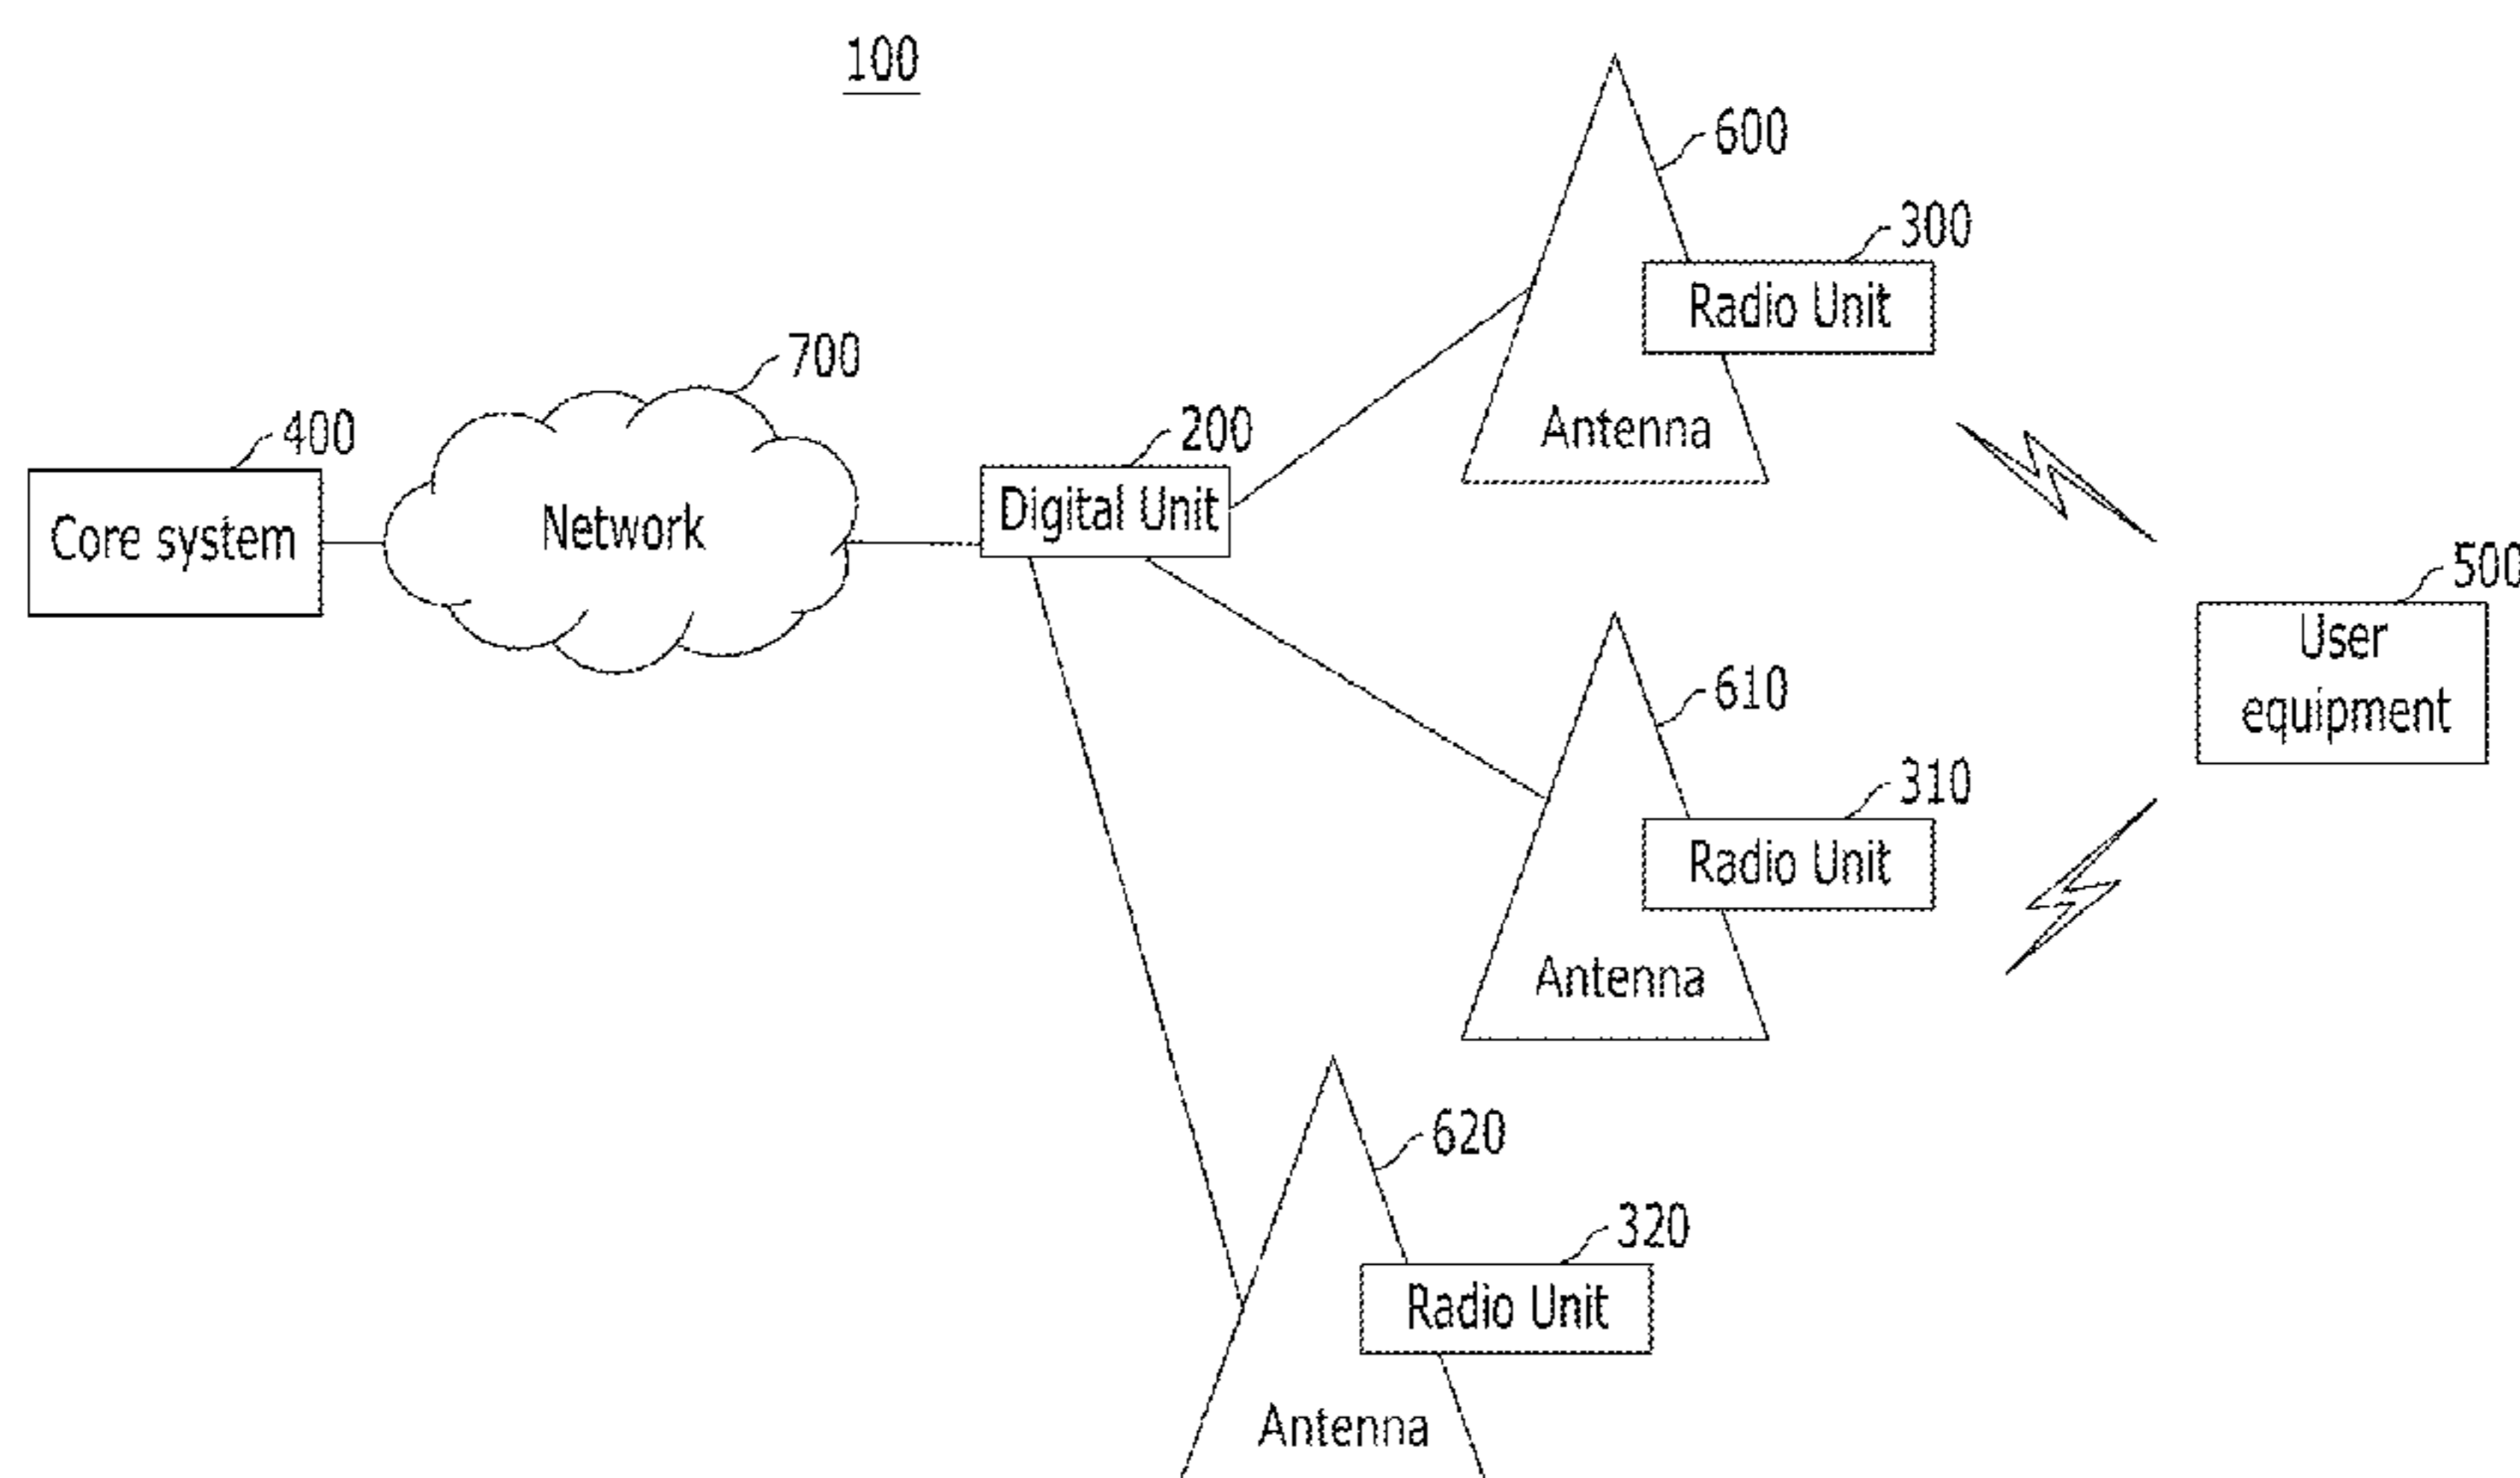 100
600
300
Radio Unit
700
400
200
Antenna
Digital Unit
Core system
Network
500
User
equipment
610
310
Radio Unit
Antenna
620
320
Radio Unit
Antenna